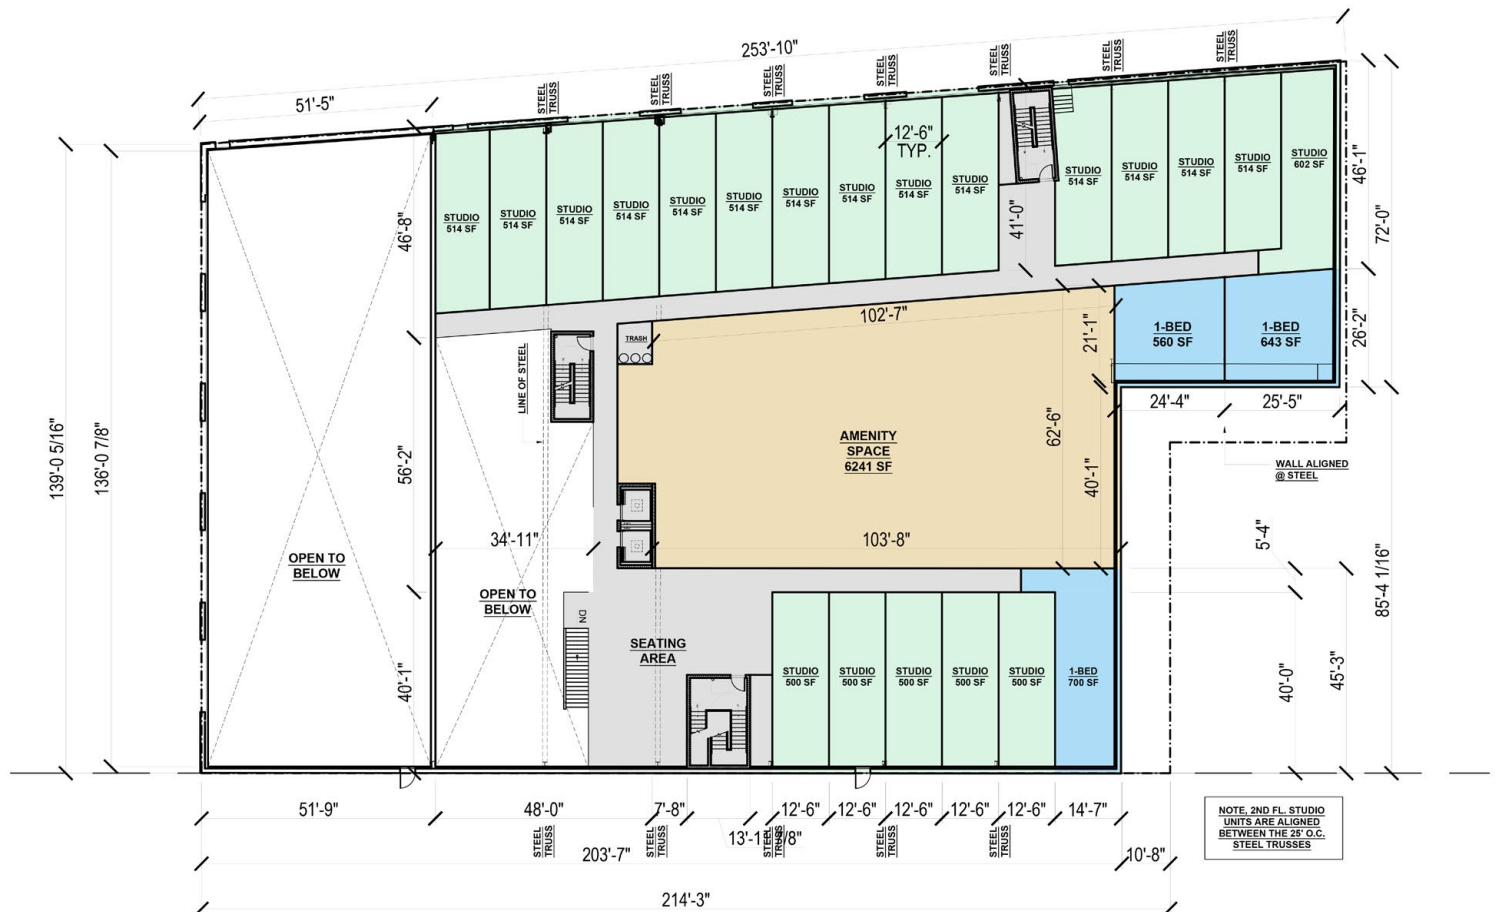 253'-10"
51'-5"
STEEL
TRUSS
STEEL
TRUSS
STEEL
TRUSS
STEEL
TRUSS
STEEL
TRUSS
STEEL
TRUSS
STEEL
TRUSS
12'-6"
TYP.
STUDIO
514 SF
STUDIO
514 SF
STUDIO
514 SF
STUDIO
514 SF
STUDIO
514 SF
STUDIO
514 SF
STUDIO
514 SF
STUDIO
514 SF
STUDIO
514 SF
STUDIO
514 SF
STUDIO
514 SF
STUDIO
514 SF
STUDIO
514 SF
STUDIO
514 SF
STUDIO
602 SF
46'-1"
72'-0"
46'-8"
41'-0"
102'-7"
21'-1"
1-BED
560 SF
1-BED
643 SF
26'-2"
TRASH
LINE OF STEEL
24'-4"
25'-5"
139'-0 5/16"
136'-0 7/8"
56'-2"
62'-6"
40'-1"
AMENITY
SPACE
6241 SF
WALL ALIGNED
@ STEEL
34'-11"
103'-8"
5'-4"
85'-4 1/16"
OPEN TO
BELOW
OPEN TO
BELOW
DN
SEATING
AREA
40'-1"
STUDIO
500 SF
STUDIO
500 SF
STUDIO
500 SF
STUDIO
500 SF
STUDIO
500 SF
1-BED
700 SF
40'-0"
45'-3"
51'-9"
48'-0"
7'-8"
12'-6"
12'-6"
12'-6"
12'-6"
12'-6"
14'-7"
STEEL
TRUSS
STEEL
TRUSS
STEEL
TRUSS
STEEL
TRUSS
STEEL
TRUSS
203'-7"
10'-8"
214'-3"
NOTE, 2ND FL. STUDIO
UNITS ARE ALIGNED
BETWEEN THE 25' O.C.
STEEL TRUSSES